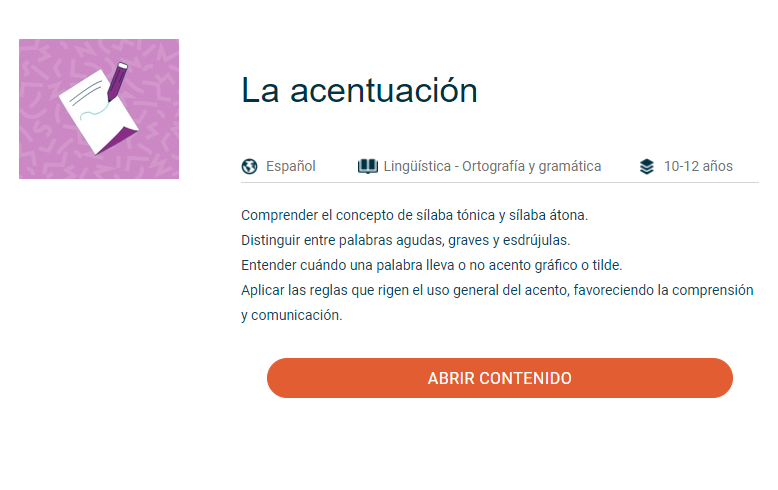 La acentuación
Español
Lingüística - Ortografía y gramática
10-12 años
Comprender el concepto de sílaba tónica y sílaba átona.
Distinguir entre palabras agudas, graves y esdrújulas.
Entender cuándo una palabra lleva o no acento gráfico o tilde.
Aplicar las reglas que rigen el uso general del acento, favoreciendo la comprensión
y comunicación.
ABRIR CONTENIDO